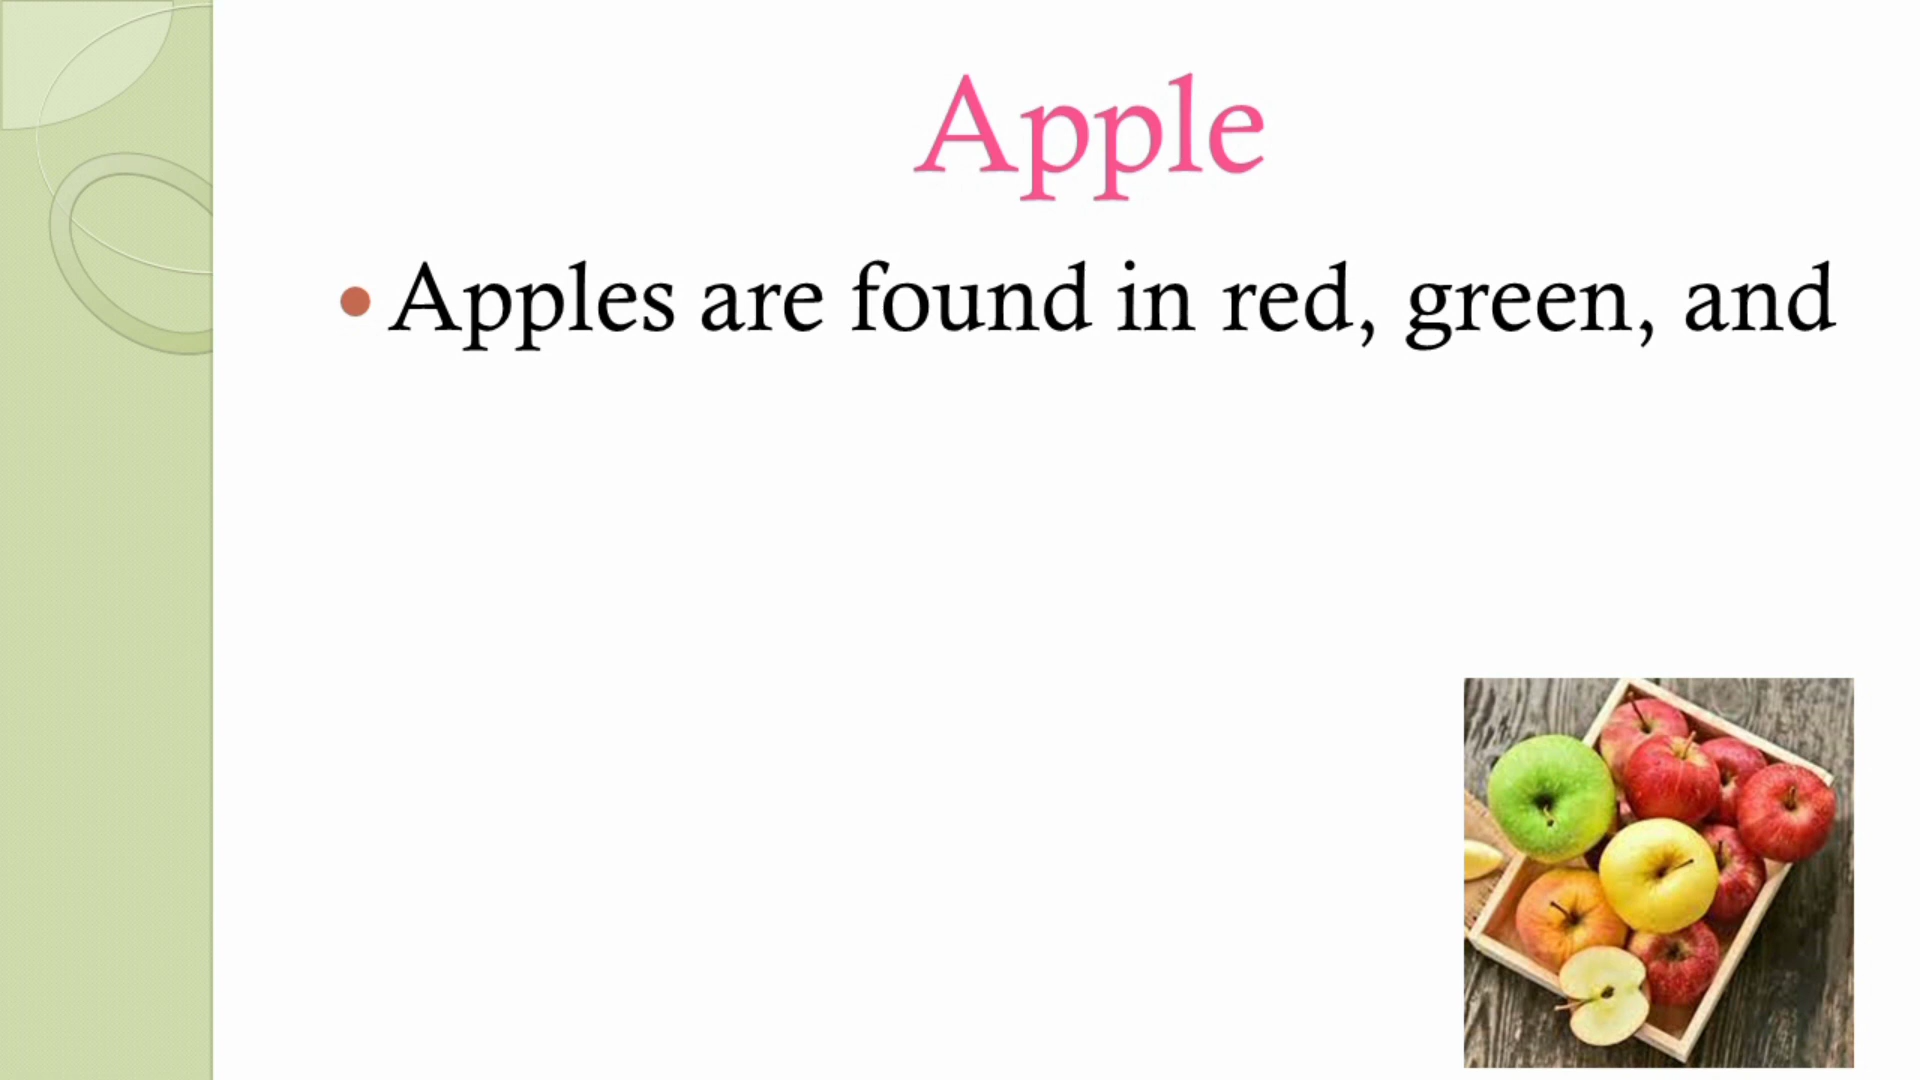 Apple
• Apples are found in red, green, and